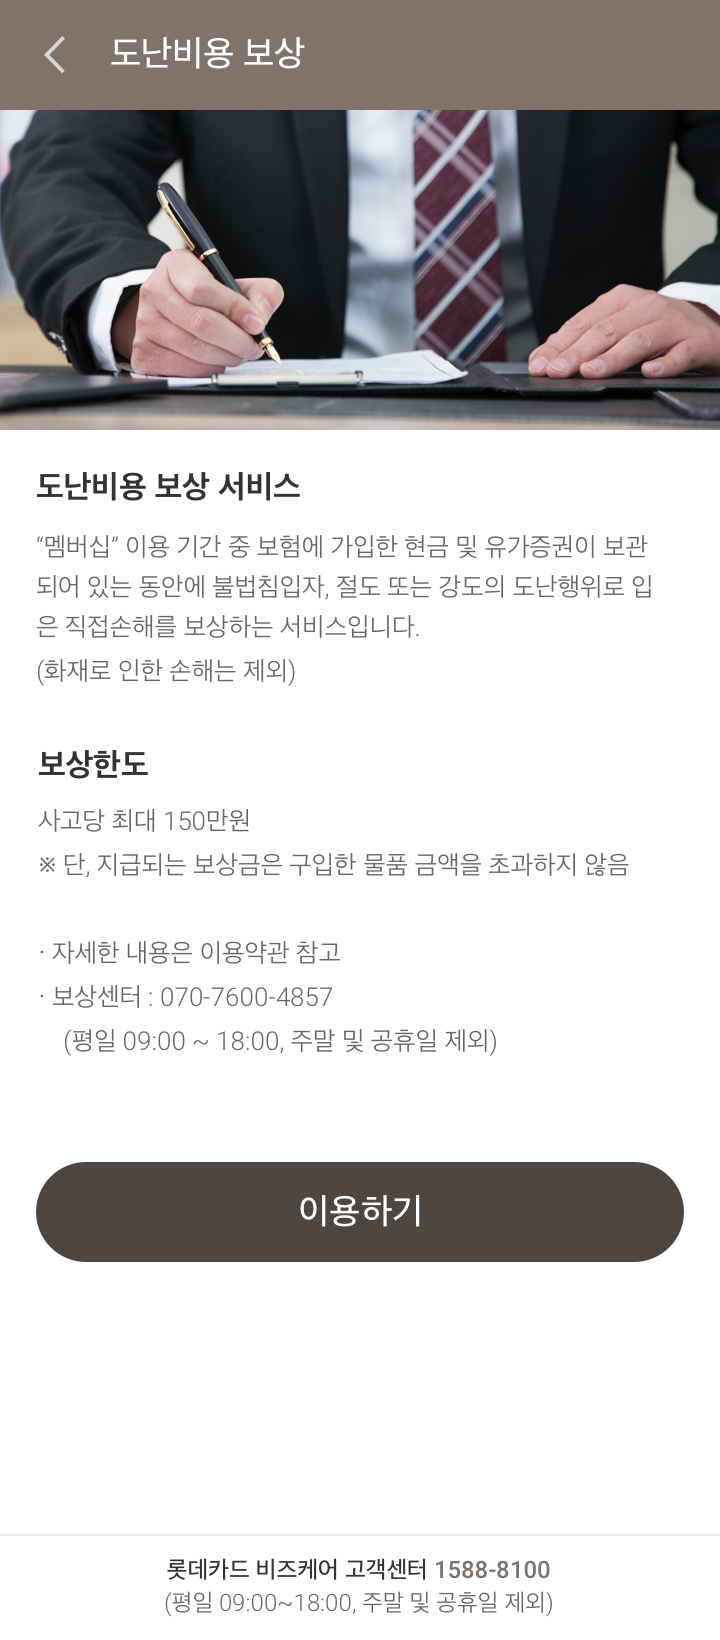 도난비용 보상
도난비용 보상 서비스
“멤버십” 이용 기간 중 보험에 가입한 현금 및 유가증권이 보관
되어 있는 동안에 불법침입자, 절도 또는 강도의 도난행위로 입
은 직접손해를 보상하는 서비스입니다.
(화재로 인한 손해는 제외)
보상한도
사고당 최대 150만원
※ 단, 지급되는 보상금은 구입한 물품 금액을 초과하지 않음
· 자세한 내용은 이용약관 참고
· 보상센터 : 070-7600-4857
(평일 09:00 ~ 18:00, 주말 및 공휴일 제외)
이용하기
롯데카드 비즈케어 고객센터 1588-8100
(평일 09:00~18:00, 주말 및 공휴일 제외)